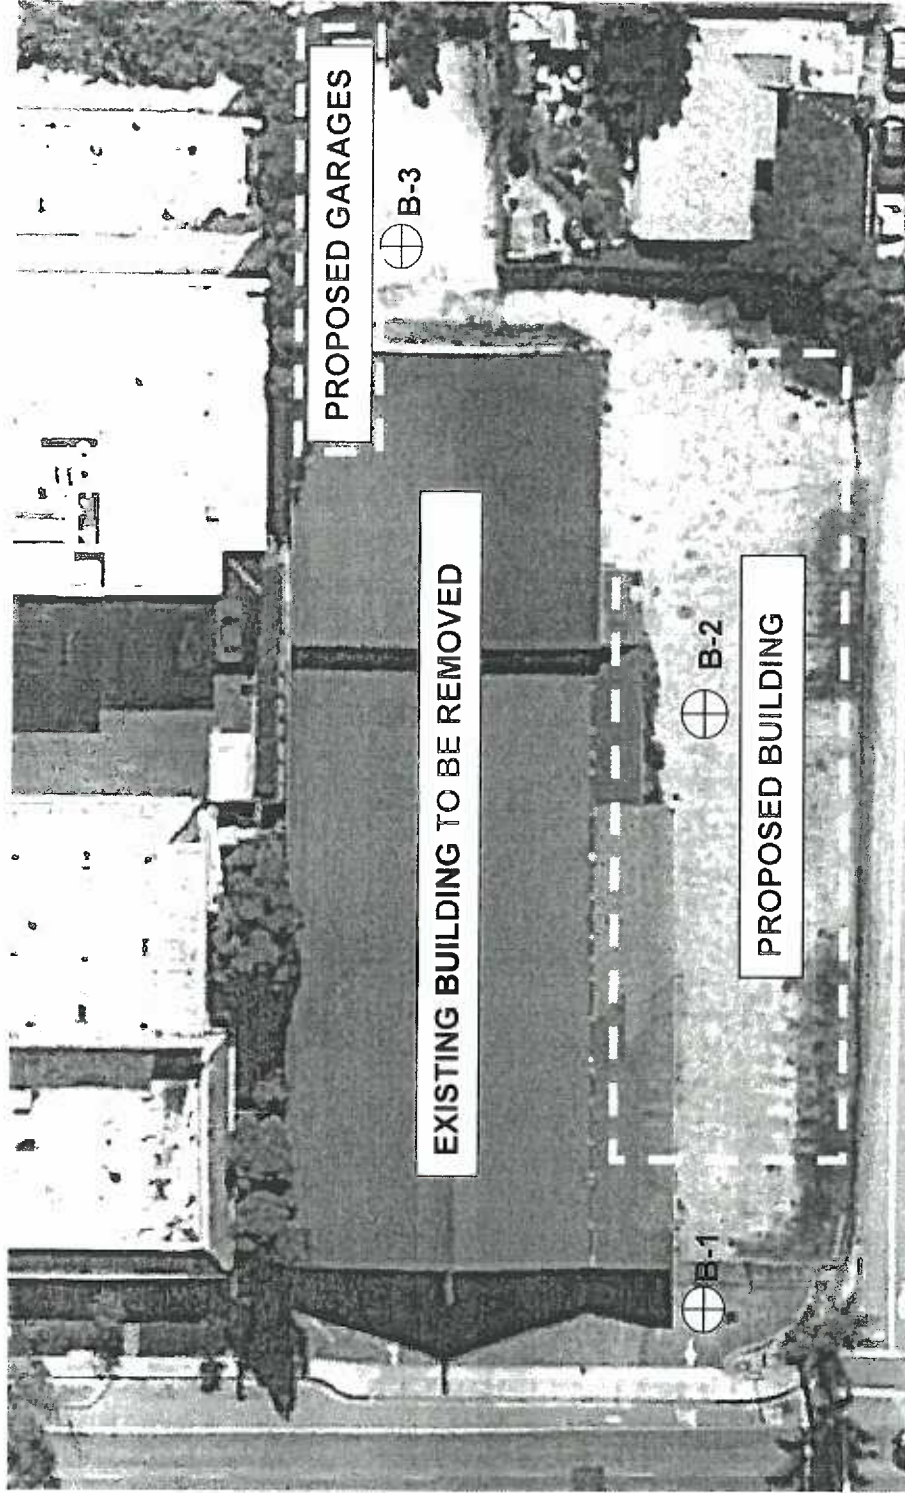 PROPOSED GARAGES
B-3
EXISTING BUILDING TO BE REMOVED
B-2
PROPOSED BUILDING
B-1